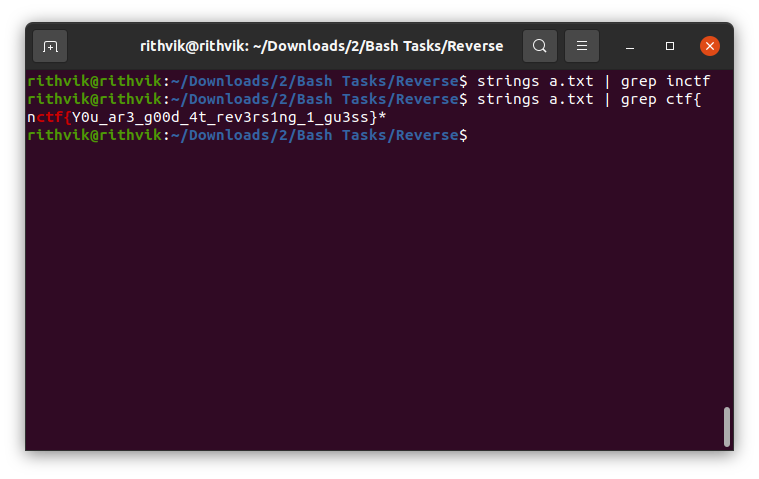 rithvik@rithvik: ~/Downloads/2/Bash Tasks/Reverse
rithvik@rithvik:~/Downloads/2/Bash Tasks/Reverse$ strings a.txt | grep inctf
rithvik@rithvik:~/Downloads/2/Bash Tasks/Reverse$ strings a.txt | grep ctf{
nctf{Y0u_ar3_g00d_4t_rev3rs1ng_1_gu3ss}*
rithvik@rithvik:~/Downloads/2/Bash Tasks/Reverse$